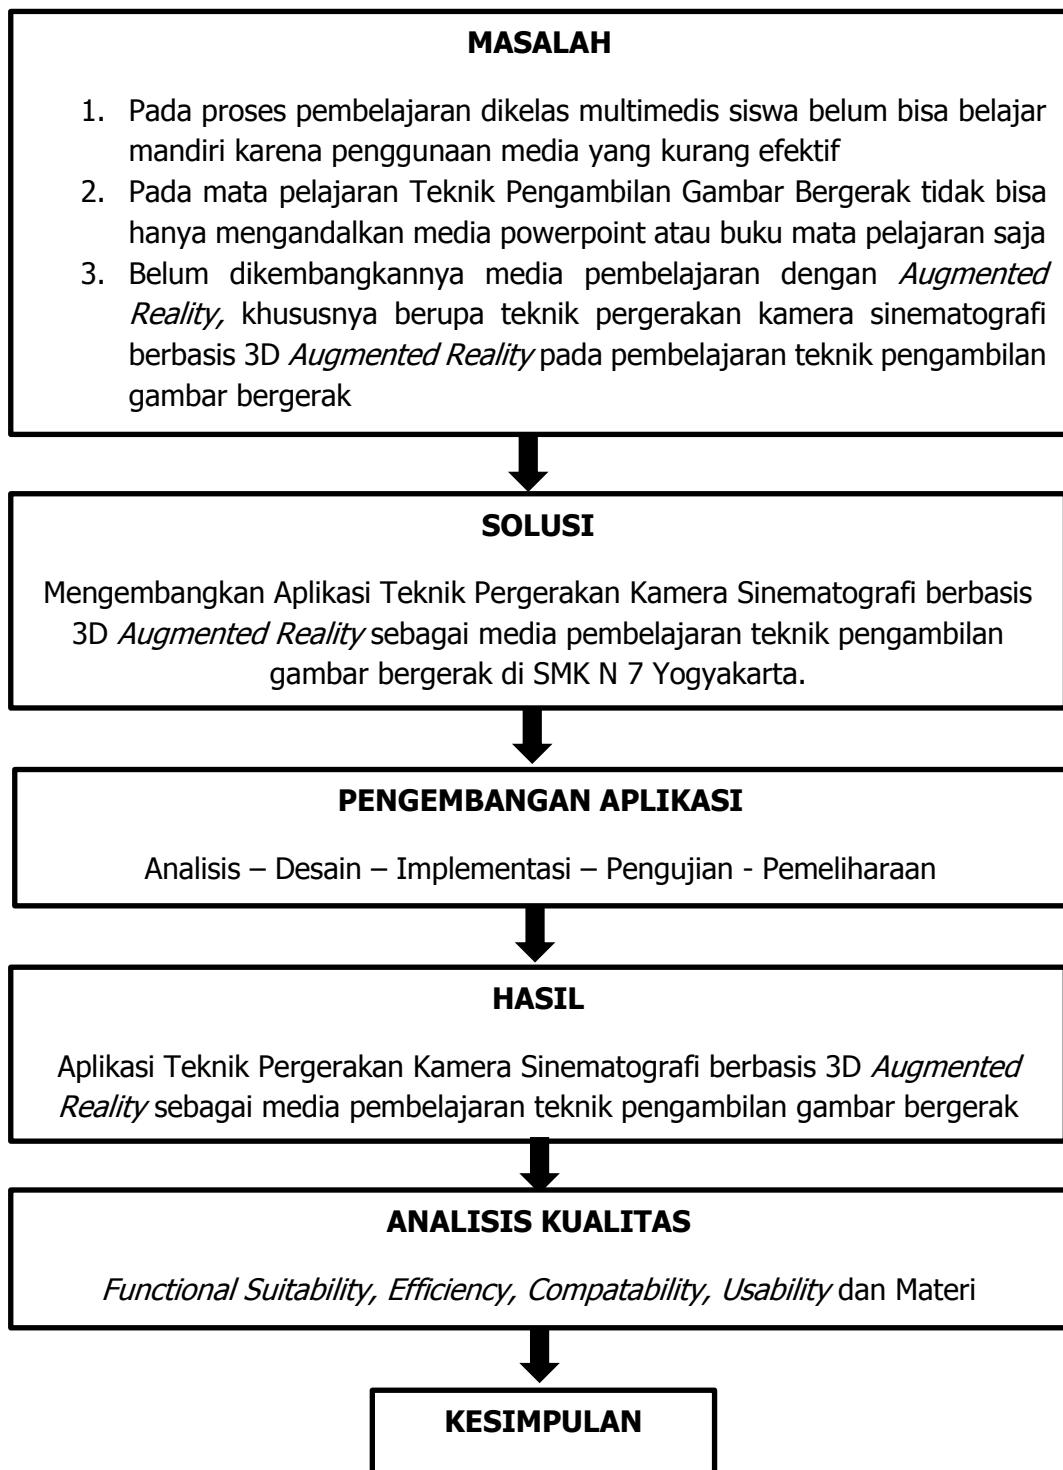 MASALAH
1. Pada proses pembelajaran dikelas multimedis siswa belum bisa belajar
mandiri karena penggunaan media yang kurang efektif
2. Pada mata pelajaran Teknik Pengambilan Gambar Bergerak tidak bisa
hanya mengandalkan media powerpoint atau buku mata pelajaran saja
3. Belum dikembangkannya media pembelajaran dengan Augmented
Reality, khususnya berupa teknik pergerakan kamera sinematografi
berbasis 3D Augmented Reality pada pembelajaran teknik pengambilan
gambar bergerak
SOLUSI
Mengembangkan Aplikasi Teknik Pergerakan Kamera Sinematografi berbasis
3D Augmented Reality sebagai media pembelajaran teknik pengambilan
gambar bergerak di SMK N 7 Yogyakarta.
PENGEMBANGAN APLIKASI
Analisis – Desain – Implementasi – Pengujian - Pemeliharaan
HASIL
Aplikasi Teknik Pergerakan Kamera Sinematografi berbasis 3D Augmented
Reality sebagai media pembelajaran teknik pengambilan gambar bergerak
ANALISIS KUALITAS
Functional Suitability, Efficiency, Compatability, Usability dan Materi
KESIMPULAN